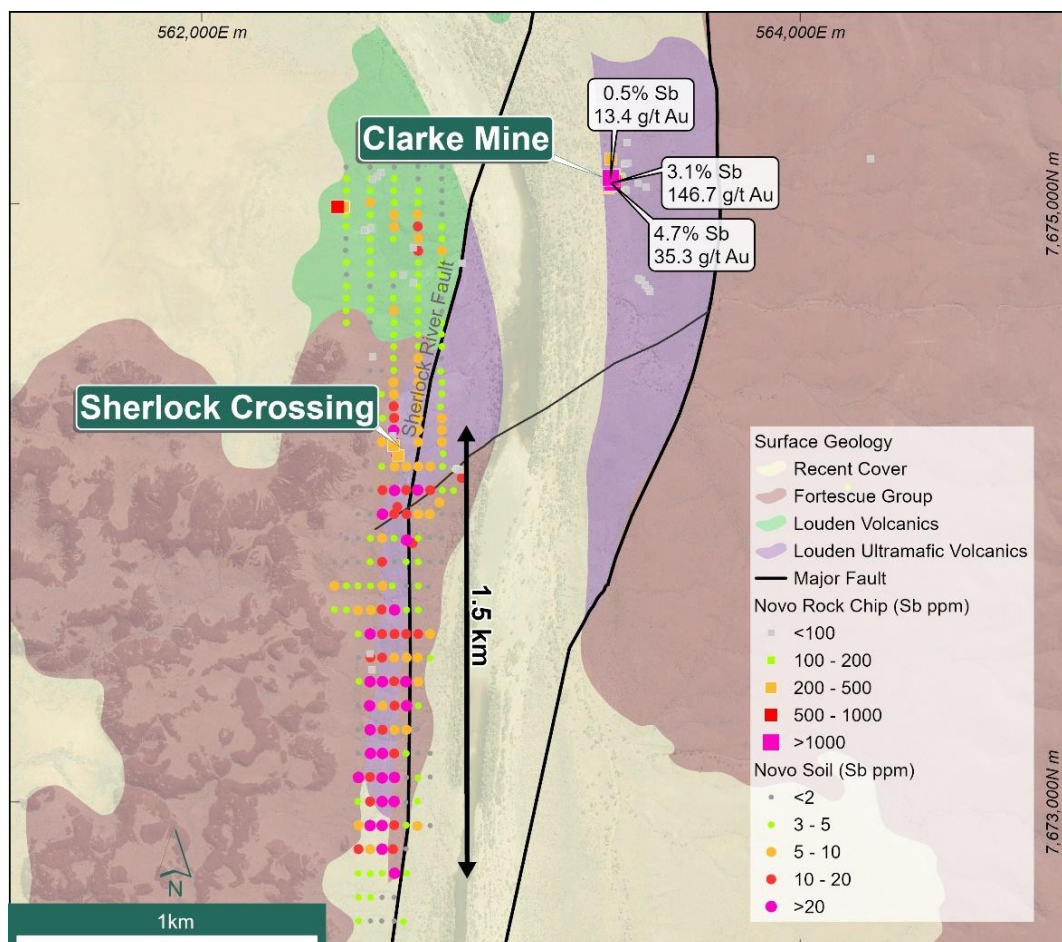 562,000E m
564,000E m
0.5% Sb
13.4 g/t Au
Clarke Mine
3.1% Sb
146.7 g/t Au
4.7% Sb
35.3 g/t Au
7,675,000N m
Sherlock River Fault
Sherlock Crossing
1.5 km
Surface Geology
Recent Cover
Fortescue Group
Louden Volcanics
Louden Ultramafic Volcanics
Major Fault
Novo Rock Chip (Sb ppm)
<100
100 - 200
200 - 500
500 - 1000
>1000
Novo Soil (Sb ppm)
<2
3 - 5
5 - 10
10 - 20
>20
7,673,000N m
N
1km